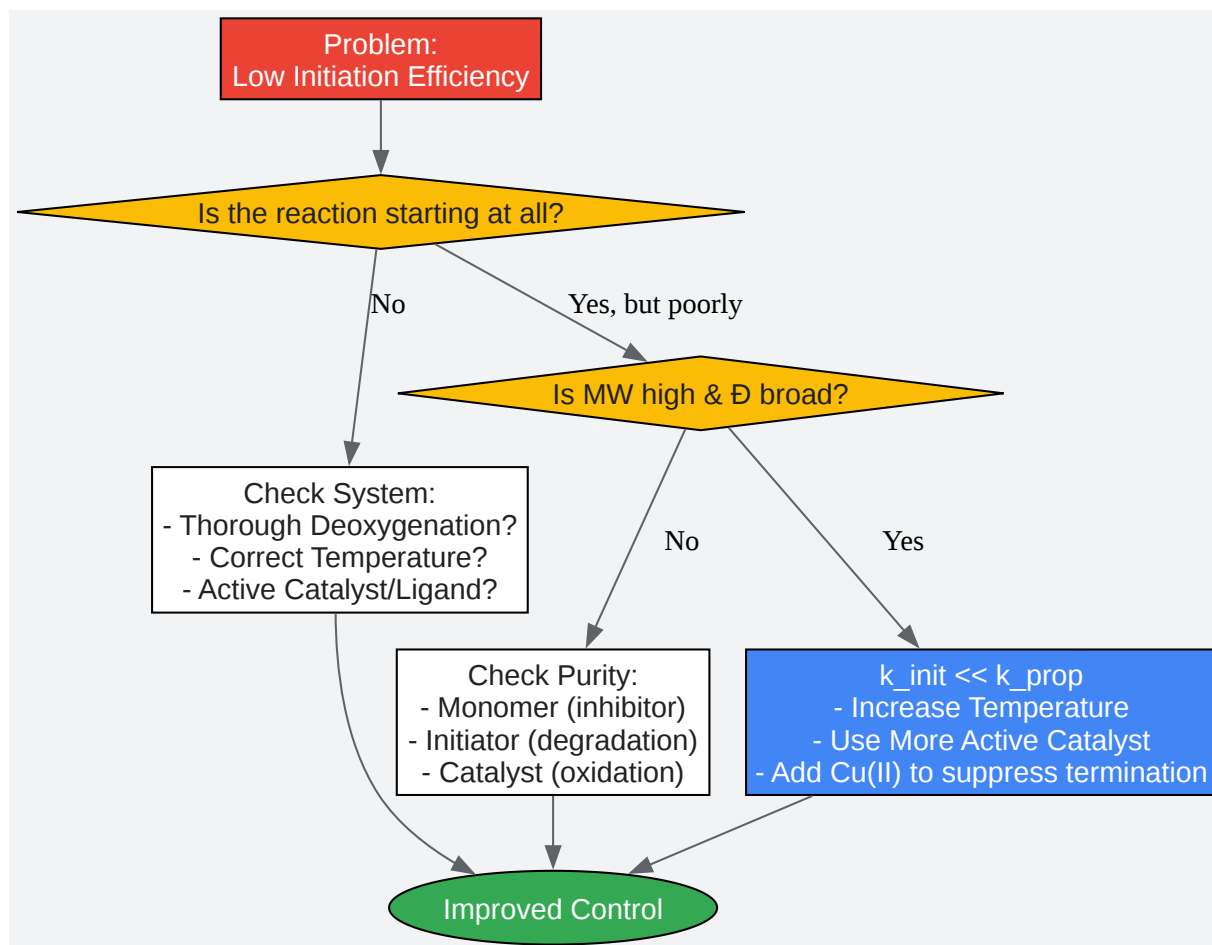 Problem:
Low Initiation Efficiency
Is the reaction starting at all?
No
Yes, but poorly
Is MW high & Đ broad?
Check System:
- Thorough Deoxygenation?
- Correct Temperature?
- Active Catalyst/Ligand?
No
Yes
Check Purity:
- Monomer (inhibitor)
- Initiator (degradation)
- Catalyst (oxidation)
k_init << k_prop
- Increase Temperature
- Use More Active Catalyst
- Add Cu(II) to suppress termination
Improved Control